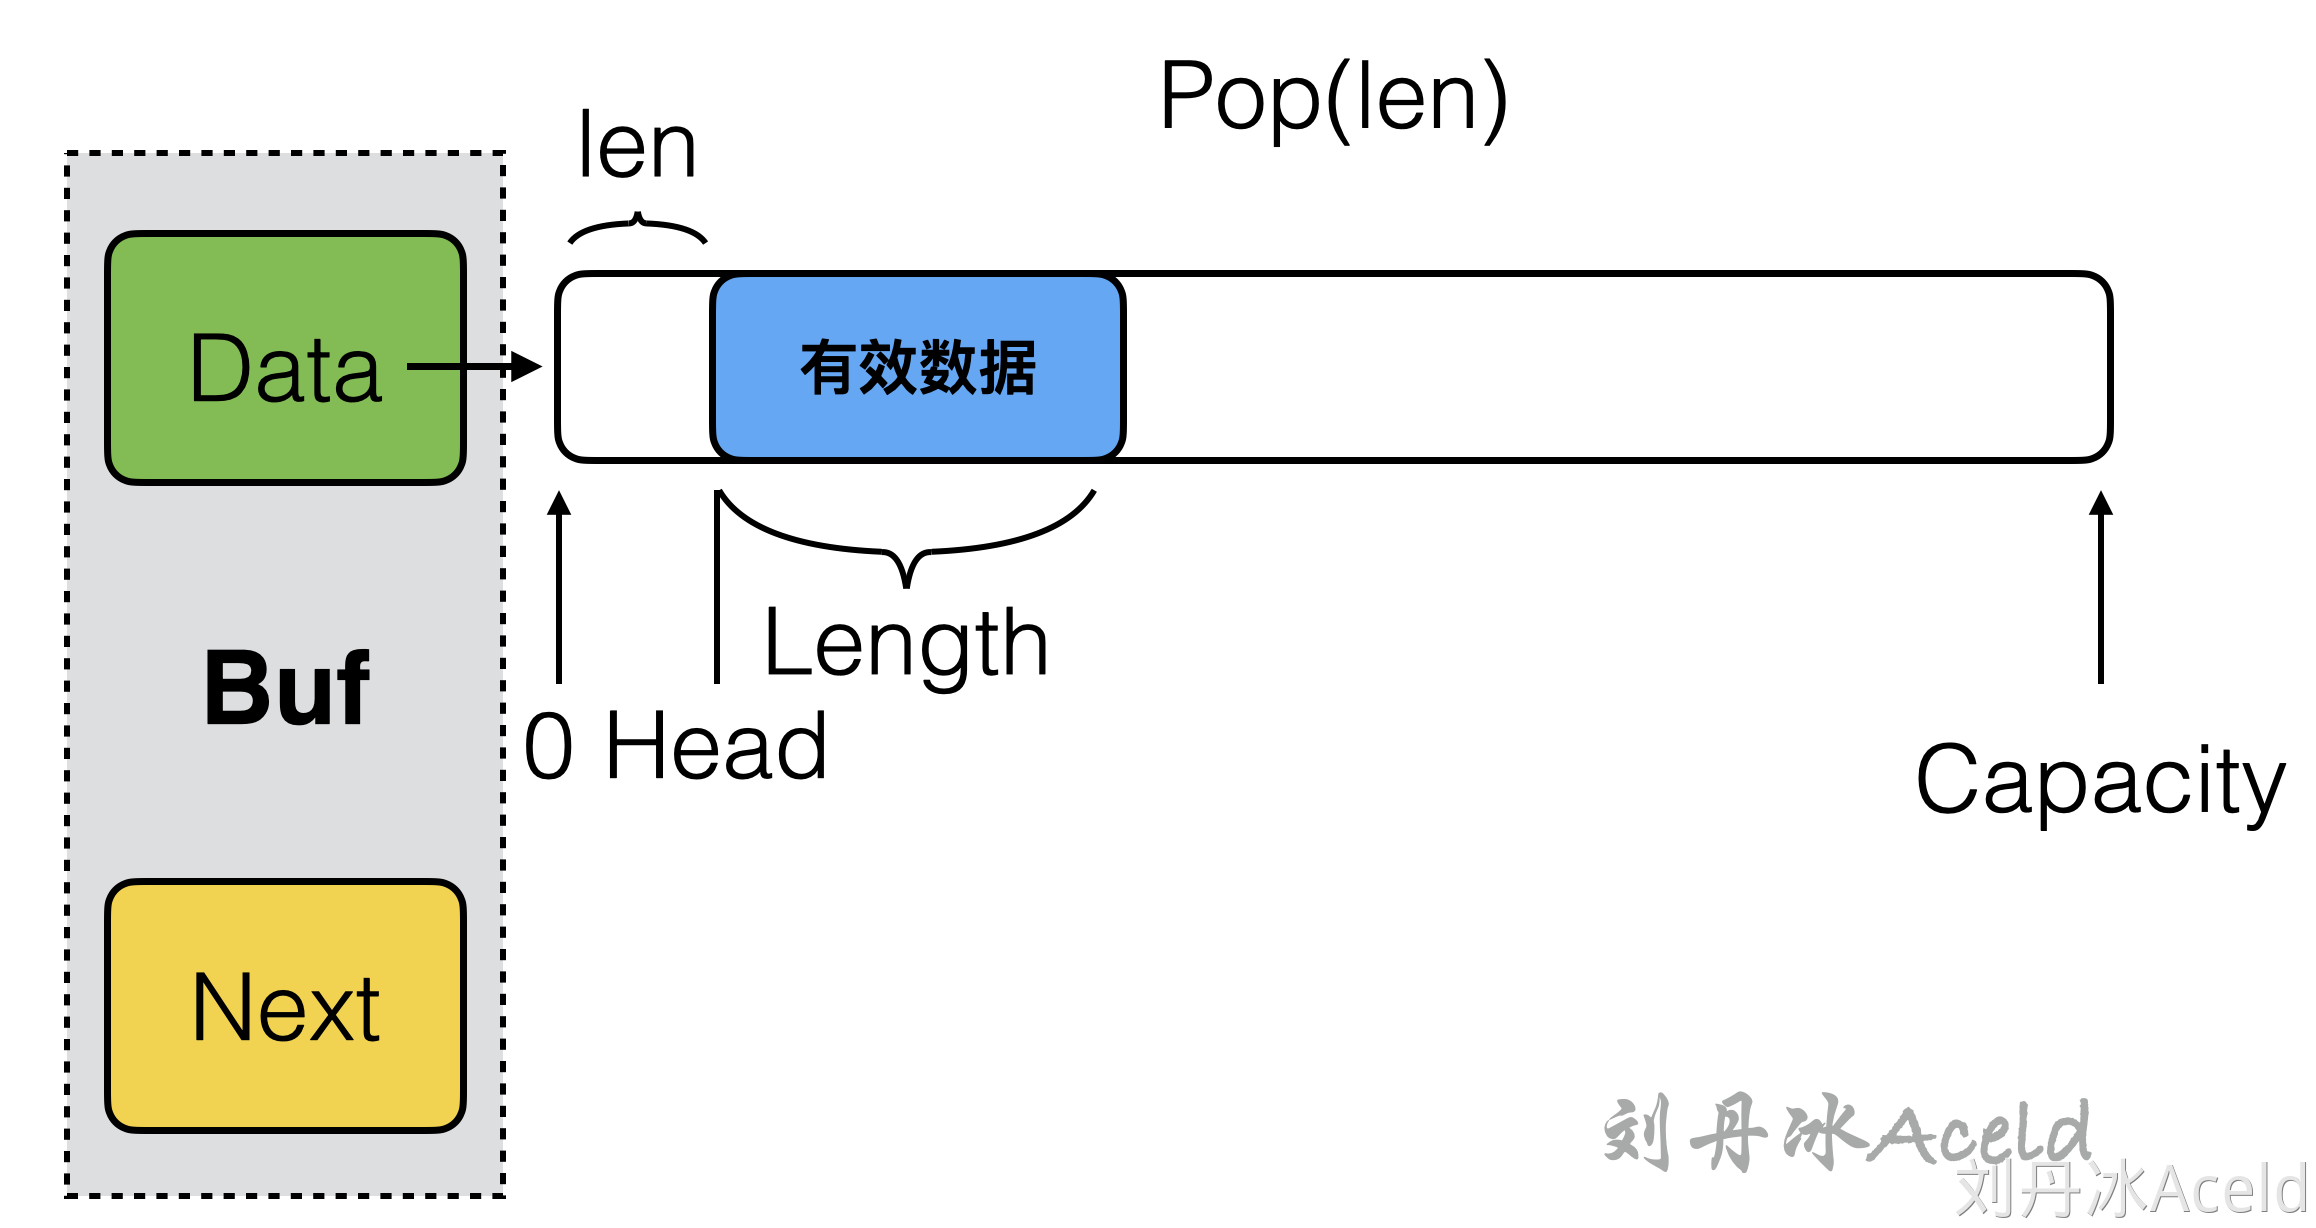 Pop(len)
len
Data
有效数据
Length
Buf
0 Head
Capacity
Next
刘丹冰Aceld
刘丹冰Aceld